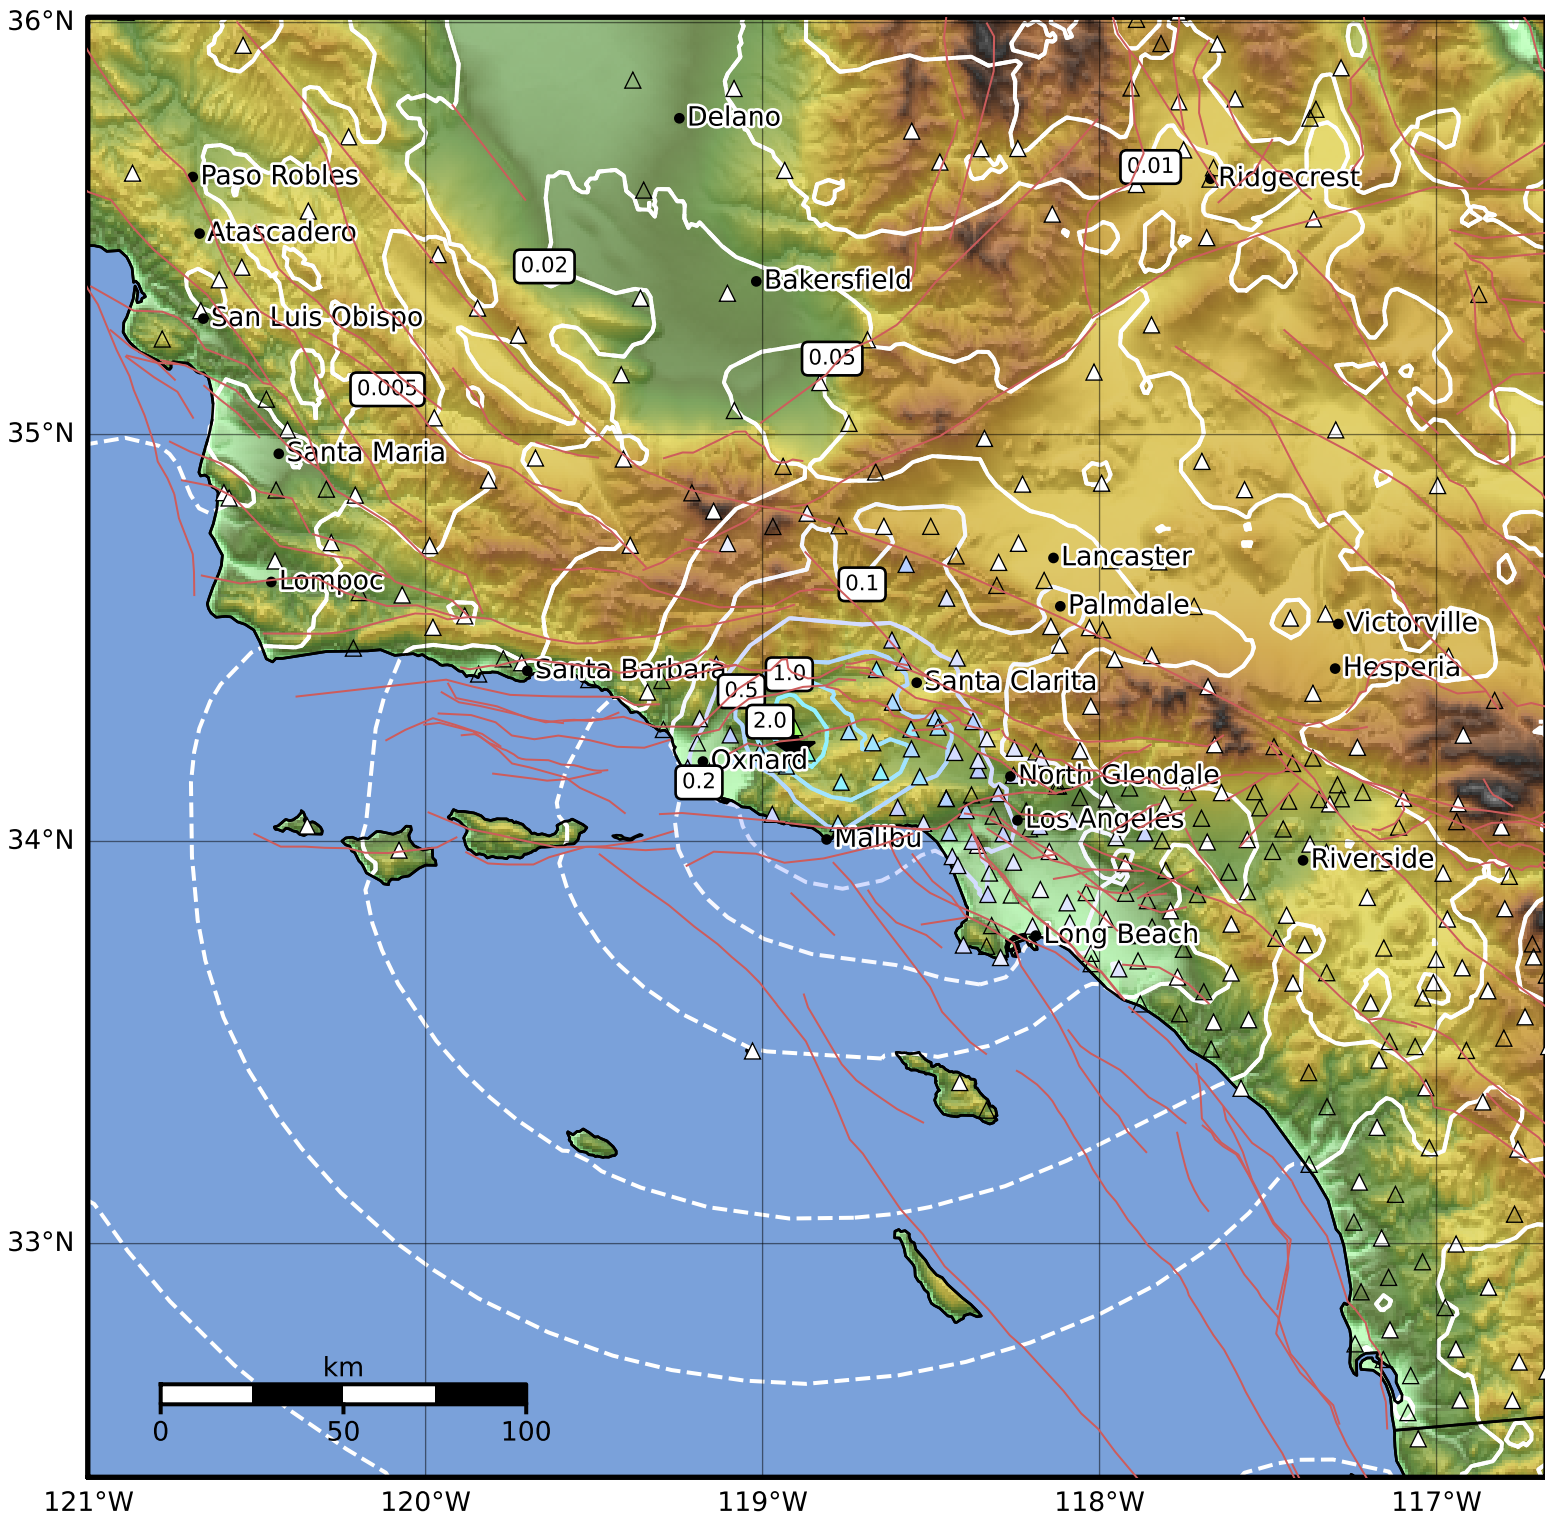 36°N
Delano
0.01
Paso Robles
Ridgecrest
Atascadero
0.02
Bakersfield
San Luis Obispo
0.05
0.005
35°N
Santa Maria
Lancaster
Lompoc
0.1
Palmdale
Victorville
Santa Barbara
1.0
Hesperia
0.5
Santa Clarita
2.0
Oxnard
North Glendale
0.2
Los Angeles
34°N
Malibu
Riverside
Long Beach
33°N
km
0 50 100
121°W 120°W 119°W 118°W 117°W